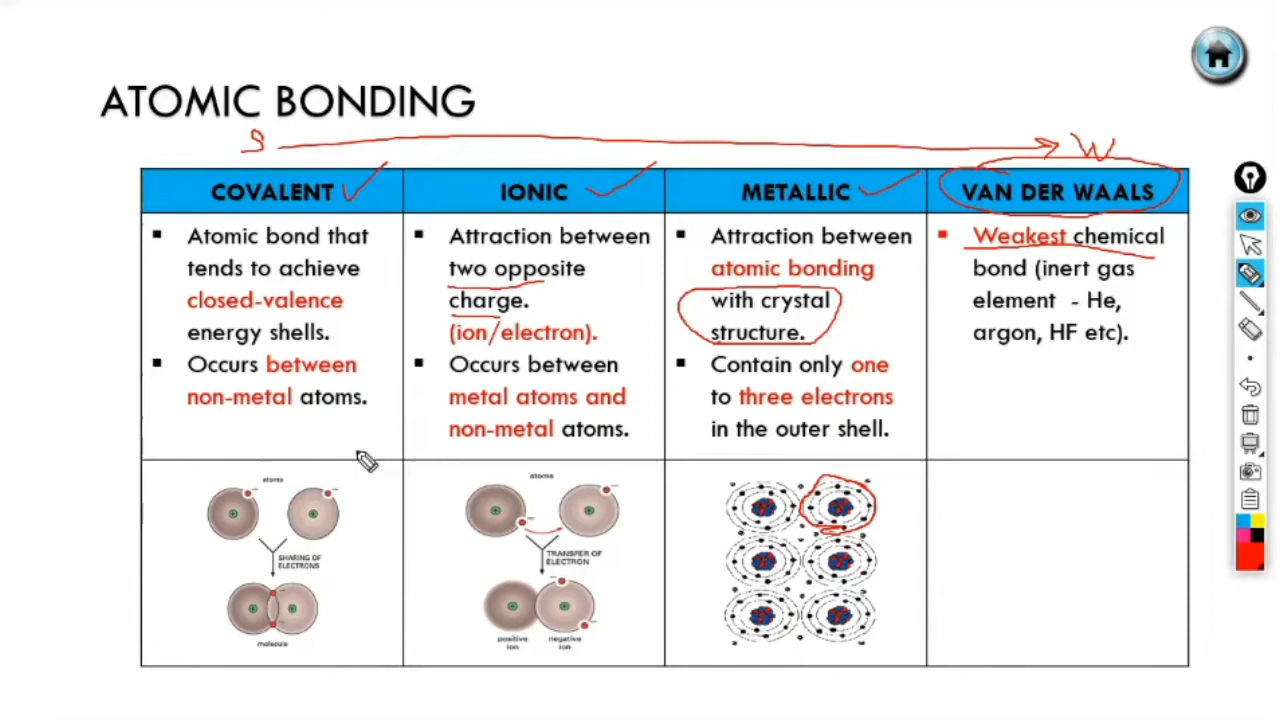 ATOMIC BONDING
S W
COVALENT
IONIC
METALLIC
VAN DER WAALS
▪ Atomic bond that
tends to achieve
closed-valence
energy shells.
▪ Occurs between
non-metal atoms.
▪ Attraction between
two opposite
charge.
(ion/electron).
▪ Occurs between
metal atoms and
non-metal atoms.
▪ Attraction between
atomic bonding
with crystal
structure.
▪ Contain only one
to three electrons
in the outer shell.
▪ Weakest chemical
bond (inert gas
element - He,
argon, HF etc).
atoms
SHARING OF
ELECTRONS
molecule
atoms
TRANSFER OF
ELECTRON
positive
ion
negative
ion